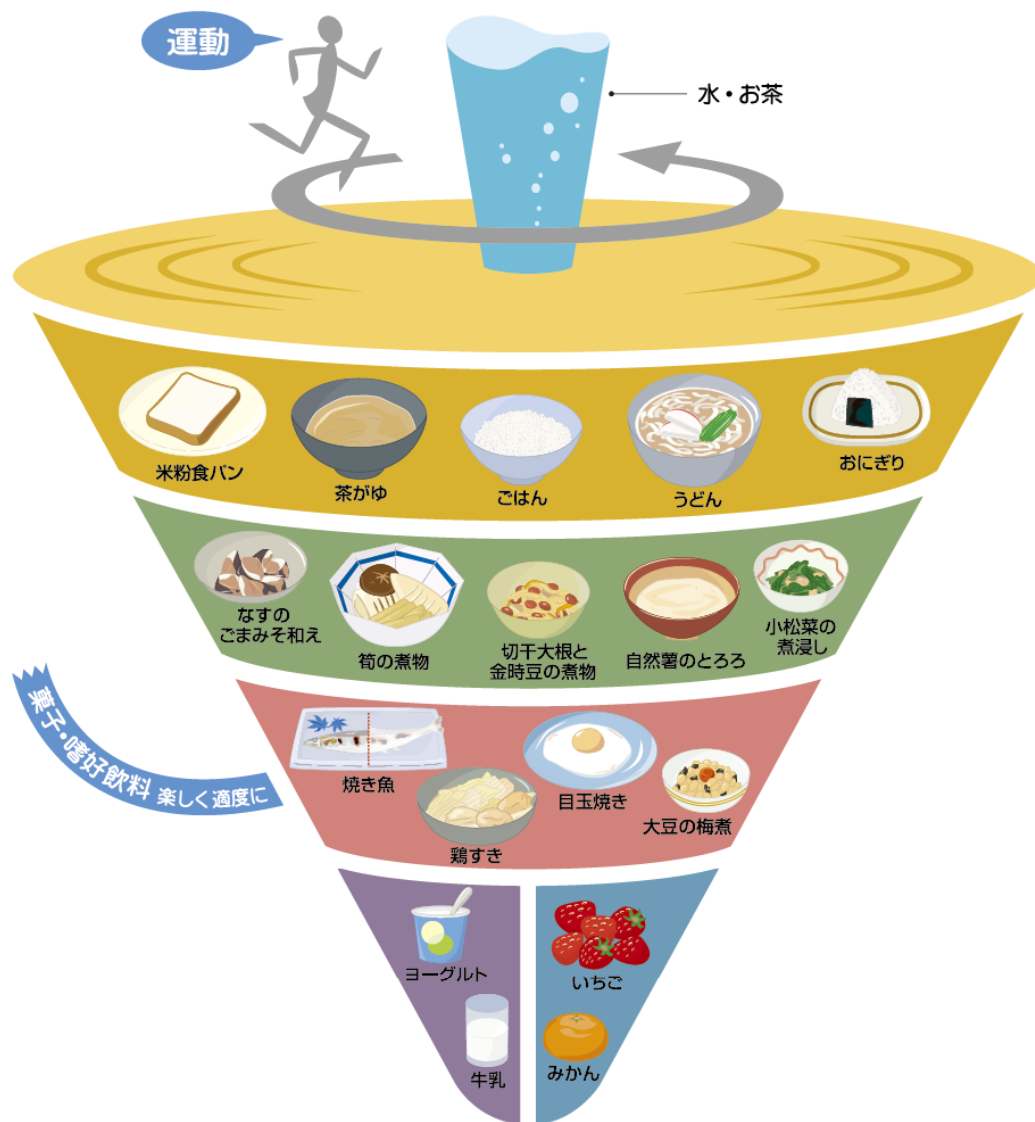 運動
水・お茶
米粉食パン
茶がゆ
ごはん
うどん
おにぎり
なすの
ごまみそ和え
筍の煮物
切干大根と
金時豆の煮物
自然薯のとろろ
小松菜の
煮浸し
菓子・嗜好飲料 楽しく適度に
焼き魚
鶏すき
目玉焼き
大豆の梅煮
ヨーグルト
いちご
牛乳
みかん